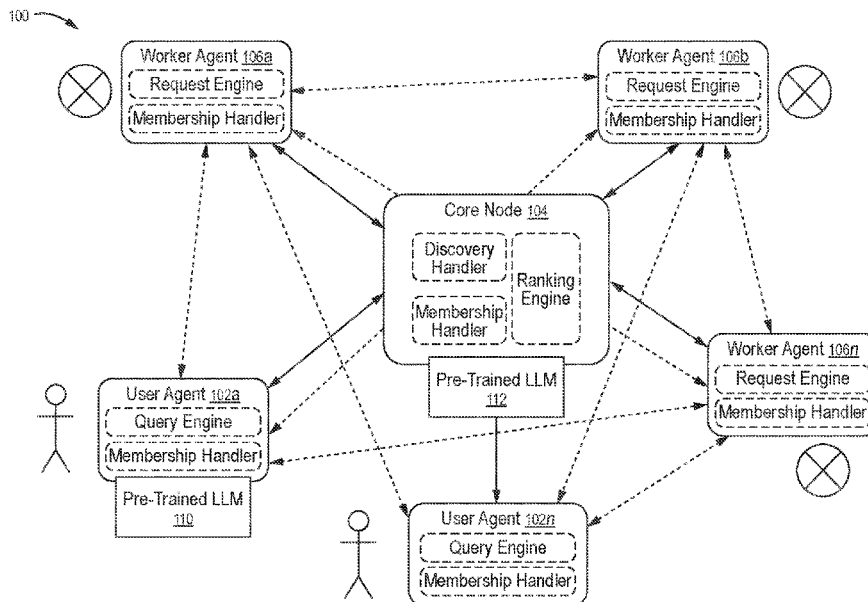 100
Worker Agent 106a
Request Engine
Membership Handler
Worker Agent 106b
Request Engine
Membership Handler
Core Node 104
Discovery
Handler
Membership
Handler
Ranking
Engine
Pre-Trained LLM
112
Worker Agent 106n
Request Engine
Membership Handler
User Agent 102a
Query Engine
Membership Handler
Pre-Trained LLM
110
User Agent 102n
Query Engine
Membership Handler